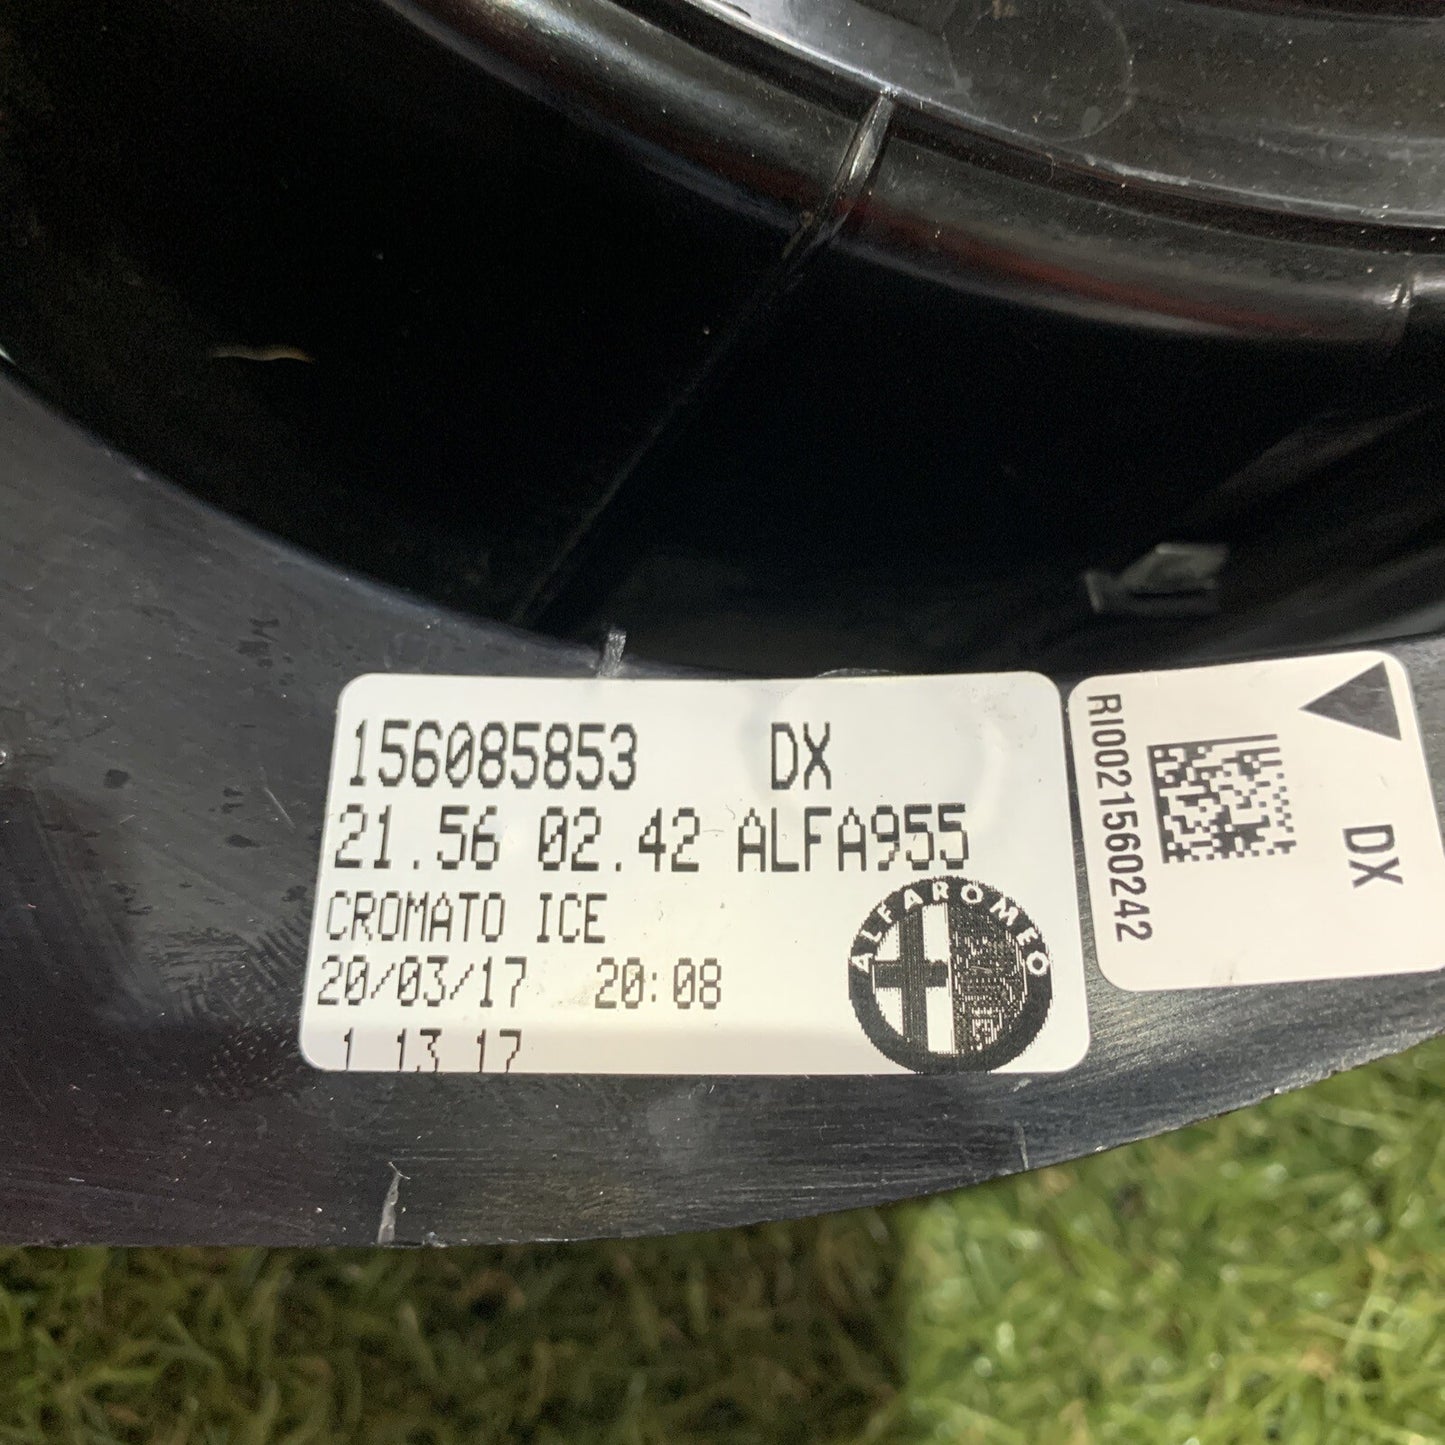 156085853 DX
21.56 02.42 ALFA955
CROMATO ICE
20/03/17 20:08
1 13 17
ALFA ROMEO
RI0021560242
DX